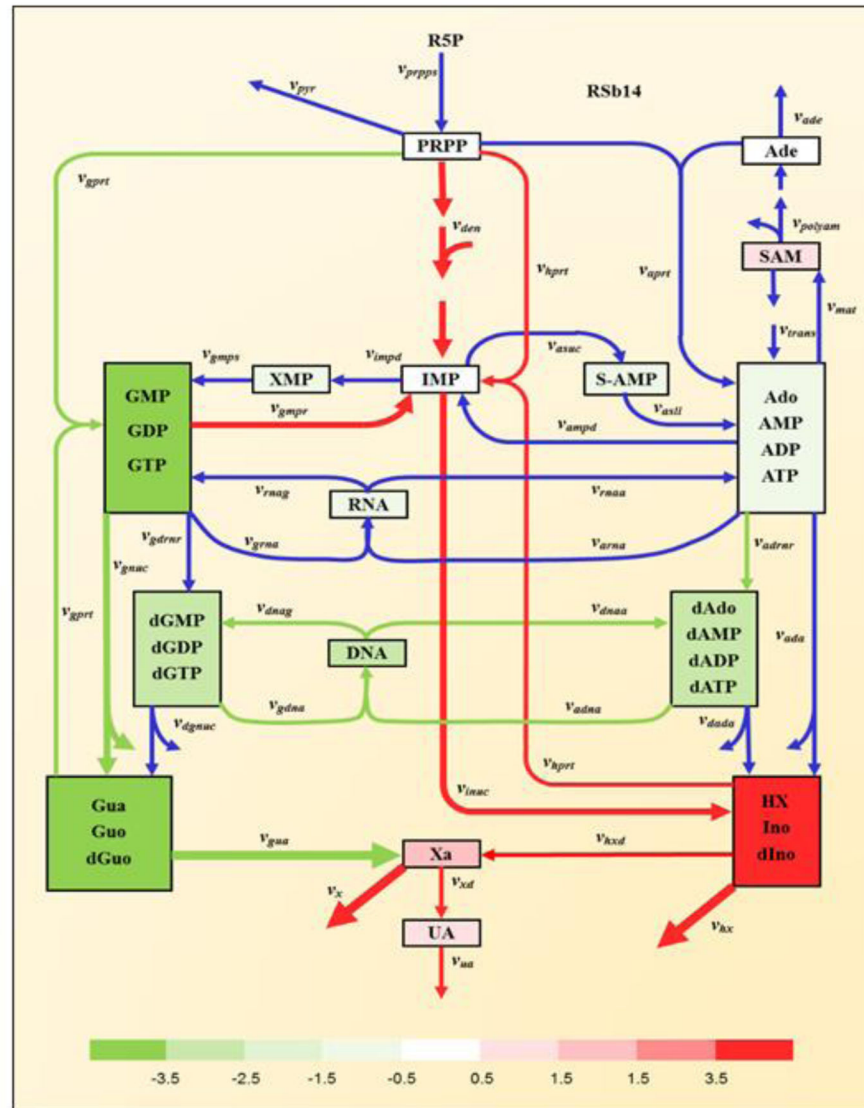 R5P
v_prpps
v_pyr
RSb14
v_ade
PRPP
Ade
v_gprt
v_den
v_polyam
SAM
v_hprt
v_aprt
v_mat
v_trans
v_gmps
XMP
v_impd
IMP
v_asuc
S-AMP
v_asli
GMP
GDP
GTP
v_gmpr
v_ampd
Ado
AMP
ADP
ATP
v_rnag
RNA
v_rnaa
v_gdrnr
v_grna
v_arna
v_adrnr
v_gnuc
v_gprt
dGMP
dGDP
dGTP
v_dnag
DNA
v_dnaa
dAdo
dAMP
dADP
dATP
v_ada
v_gdna
v_adna
v_dgnuc
v_dada
v_hprt
v_inuc
Gua
Guo
dGuo
HX
Ino
dIno
v_gua
Xa
v_hxd
v_x
v_xd
UA
v_hx
v_ua
-3.5 -2.5 -1.5 -0.5 0.5 1.5 1.5 3.5